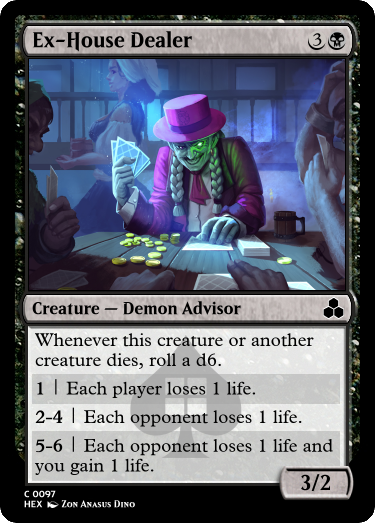 Ex-House Dealer 3
Creature — Demon Advisor
Whenever this creature or another
creature dies, roll a d6.
1 | Each player loses 1 life.
2-4 | Each opponent loses 1 life.
5-6 | Each opponent loses 1 life and
you gain 1 life.
3/2
C 0097
HEX Zon Anasus Dino